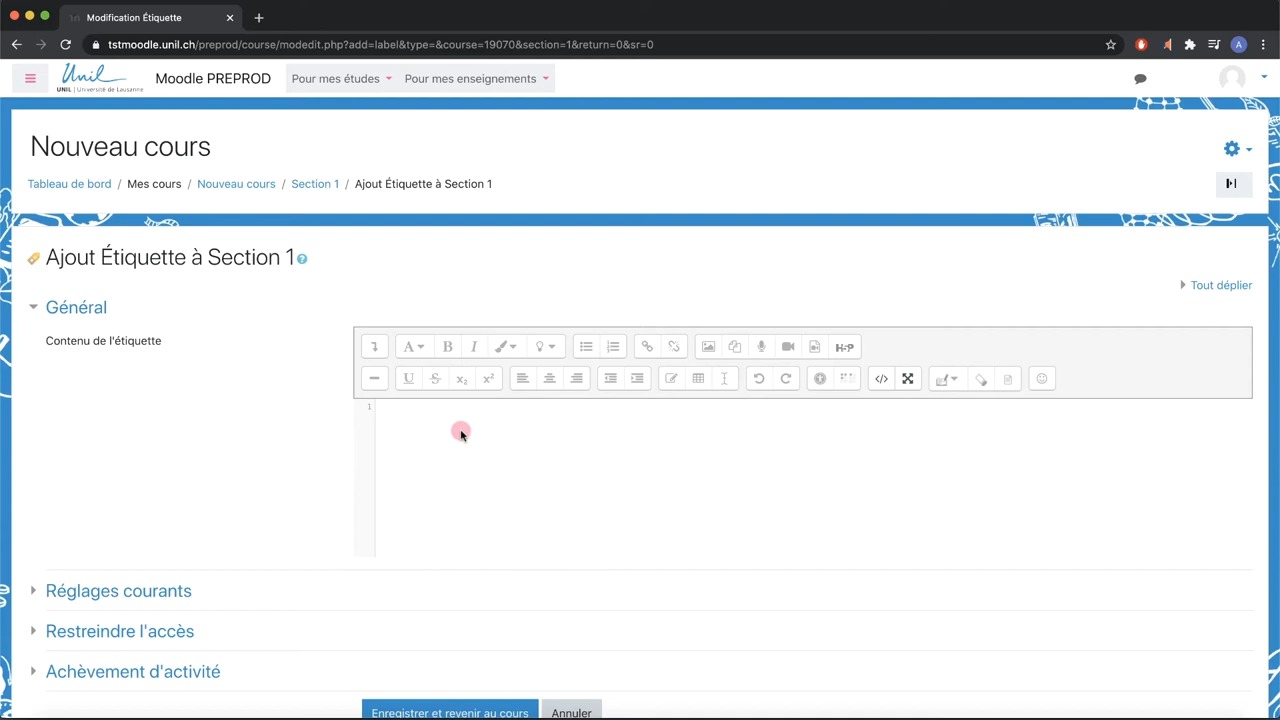 Modification Étiquette
tstmoodle.unil.ch/preprod/course/modedit.php?add=label&type=&course=19070&section=1&return=0&sr=0
A
Unil
UNIL | Université de Lausanne
Moodle PREPROD
Pour mes études
Pour mes enseignements
Nouveau cours
Tableau de bord / Mes cours / Nouveau cours / Section 1 / Ajout Étiquette à Section 1
Ajout Étiquette à Section 1
Tout déplier
Général
Contenu de l'étiquette
A B I H-P
U S x₂ x²
1
Réglages courants
Restreindre l'accès
Achèvement d'activité
Enregistrer et revenir au cours
Annuler